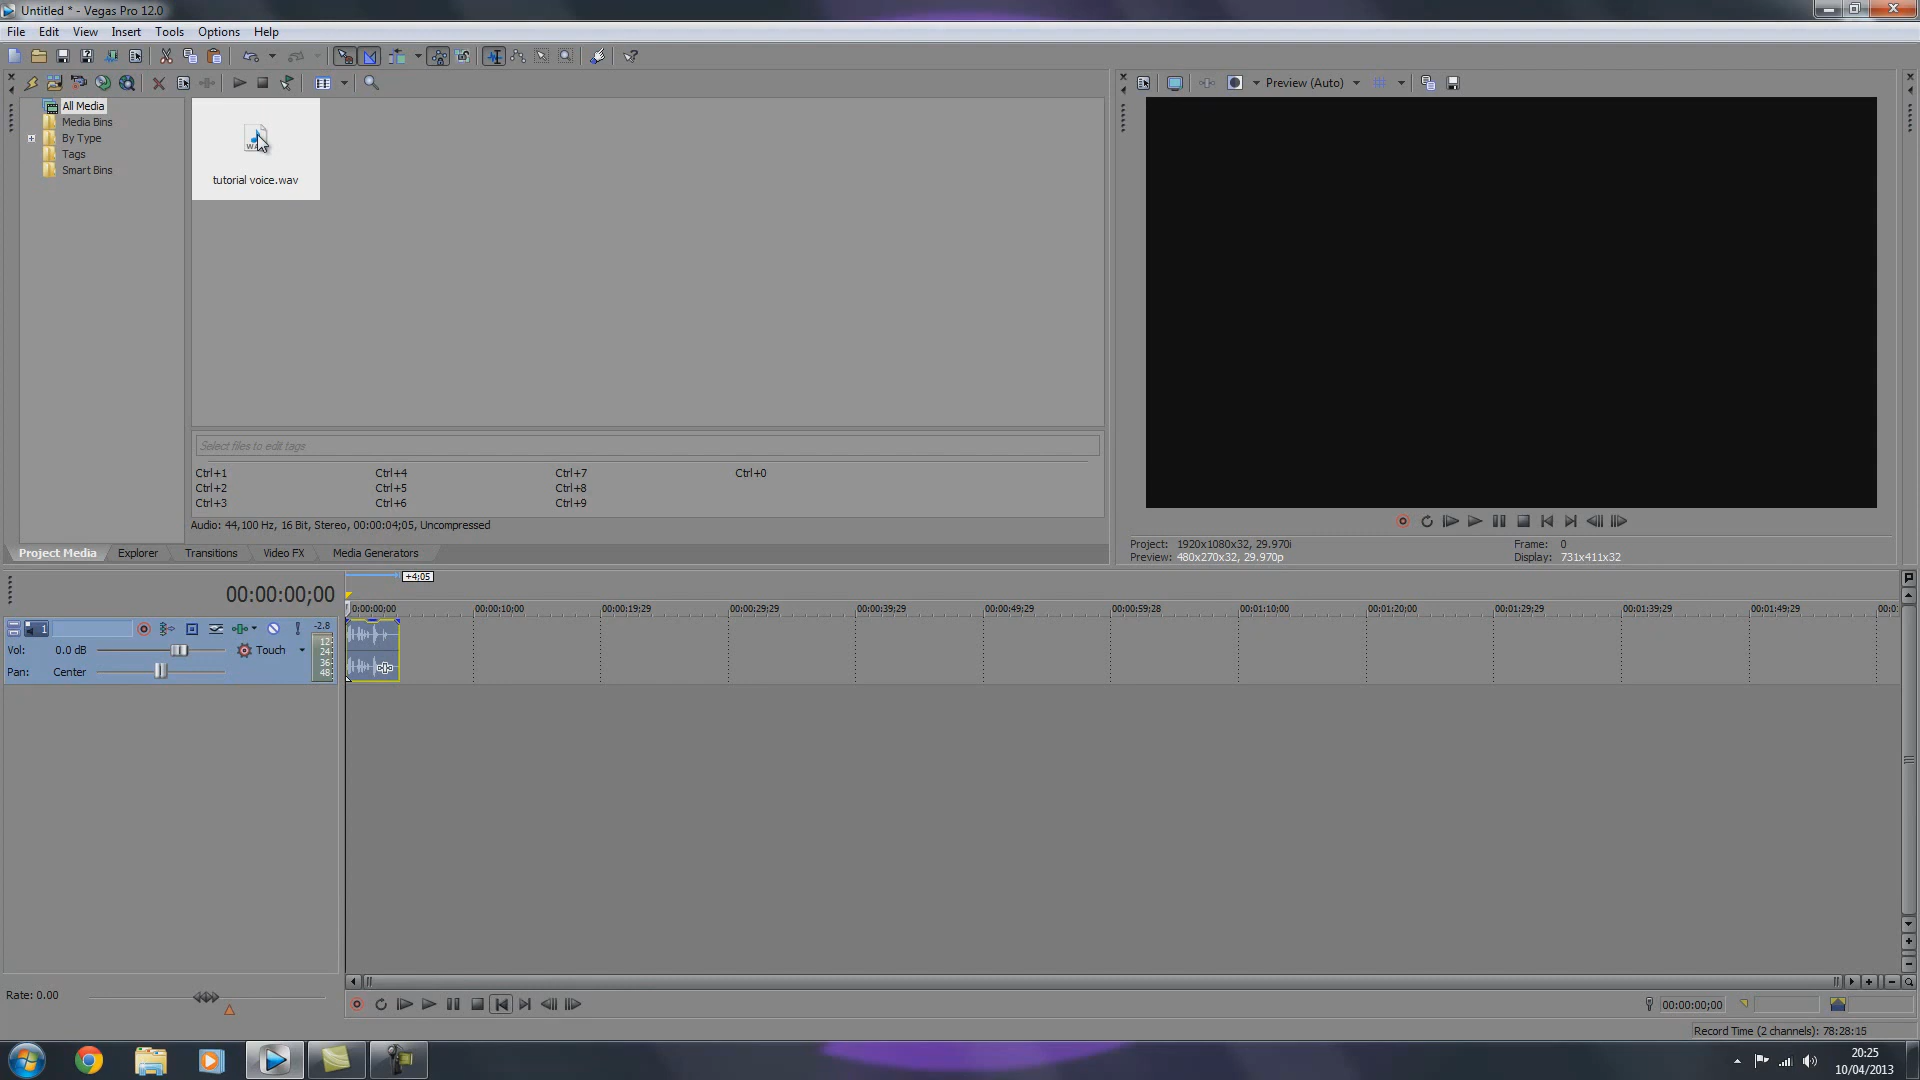 Untitled * - Vegas Pro 12.0
File Edit View Insert Tools Options Help
Preview (Auto)
All Media
Media Bins
By Type
Tags
Smart Bins
WAV
tutorial voice.wav
Select files to edit tags
Ctrl+1 Ctrl+4 Ctrl+7 Ctrl+0
Ctrl+2 Ctrl+5 Ctrl+8
Ctrl+3 Ctrl+6 Ctrl+9
Audio: 44,100 Hz, 16 Bit, Stereo, 00:00:04;05, Uncompressed
Project Media Explorer Transitions Video FX Media Generators
Project: 1920x1080x32, 29.970i Frame: 0
Preview: 480x270x32, 29.970p Display: 731x411x32
+4;05
00:00:00;00
0:00:00;00 00:00:10;00 00:00:19;29 00:00:29;29 00:00:39;29 00:00:49;29 00:00:59;28 00:01:10;00 00:01:20;00 00:01:29;29 00:01:39;29 00:01:49;29 00:0
1 -2.8
Vol: 0.0 dB Touch
Pan: Center
12
24
36
48
Rate: 0.00
00:00:00;00
Record Time (2 channels): 78:28:15
20:25
10/04/2013